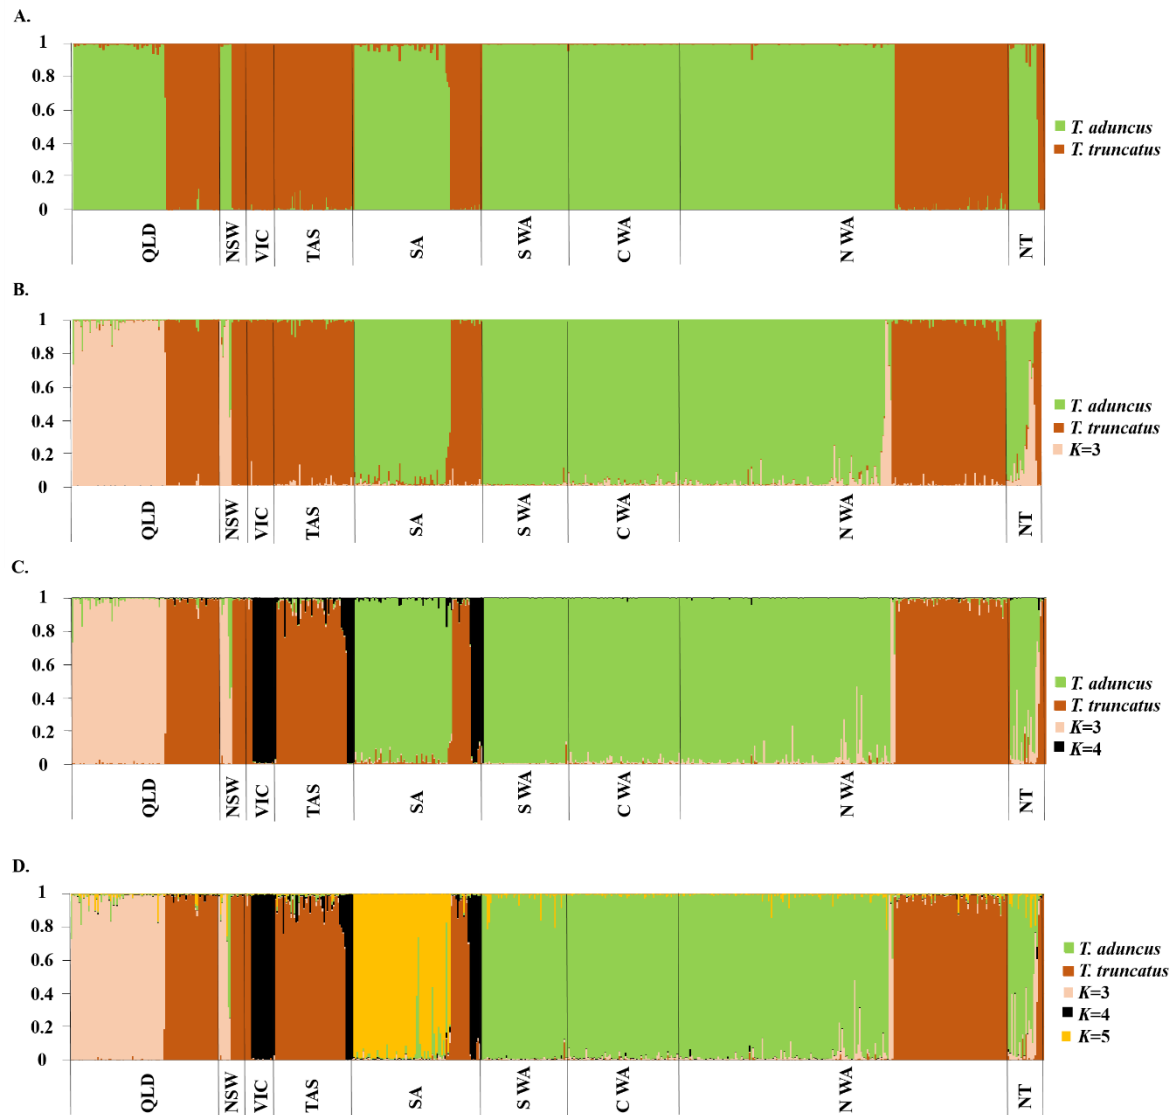 A.
1
0.8
0.6
0.4
0.2
0
T. aduncus
T. truncatus
QLD
NSW
VIC
TAS
SA
S WA
C WA
N WA
NT
B.
1
0.8
0.6
0.4
0.2
0
T. aduncus
T. truncatus
K=3
QLD
NSW
VIC
TAS
SA
S WA
C WA
N WA
NT
C.
1
0.8
0.6
0.4
0.2
0
T. aduncus
T. truncatus
K=3
K=4
QLD
NSW
VIC
TAS
SA
S WA
C WA
N WA
NT
D.
1
0.8
0.6
0.4
0.2
0
T. aduncus
T. truncatus
K=3
K=4
K=5
QLD
NSW
VIC
TAS
SA
S WA
C WA
N WA
NT